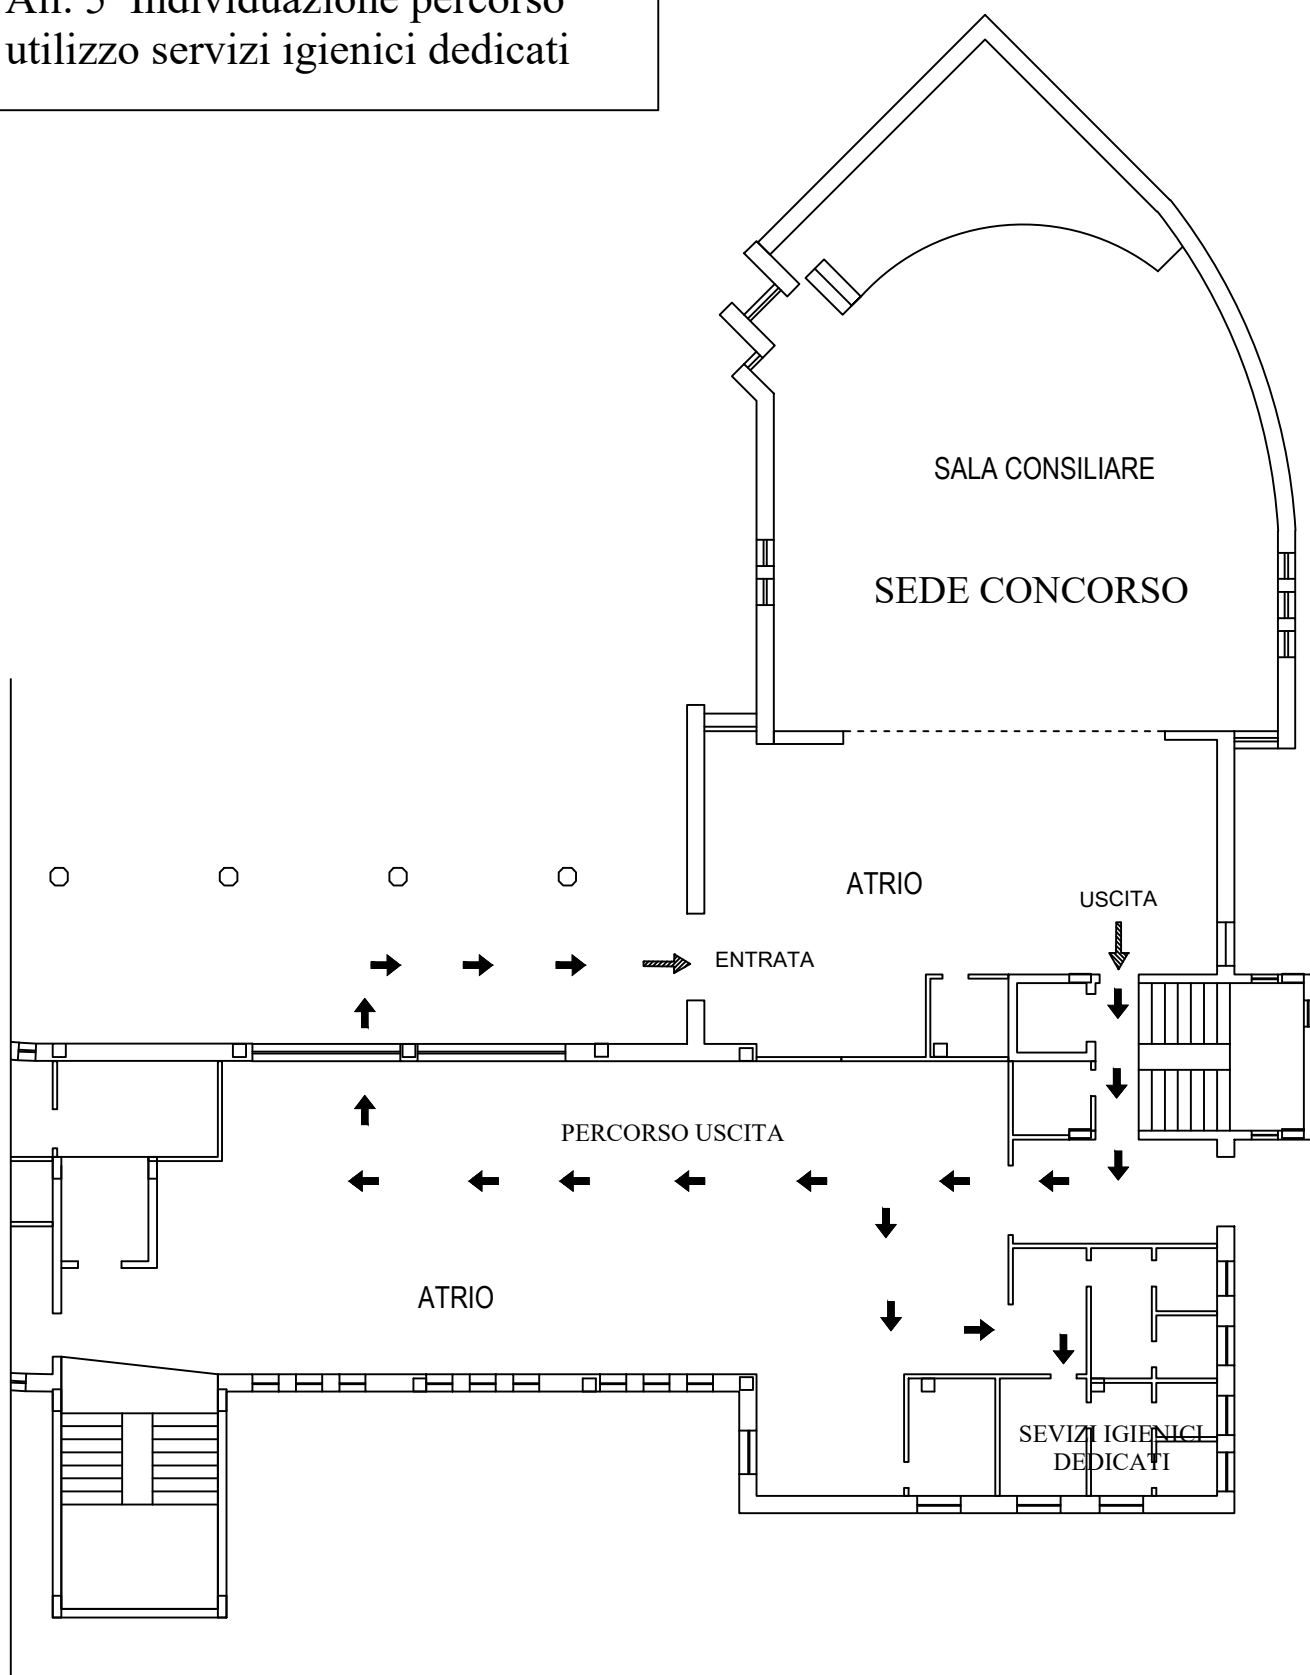 All. 5 Individuazione percorso
utilizzo servizi igienici dedicati
SALA CONSILIARE
SEDE CONCORSO
ATRIO
USCITA
ENTRATA
PERCORSO USCITA
ATRIO
SEVIZI IGIENICI
DEDICATI